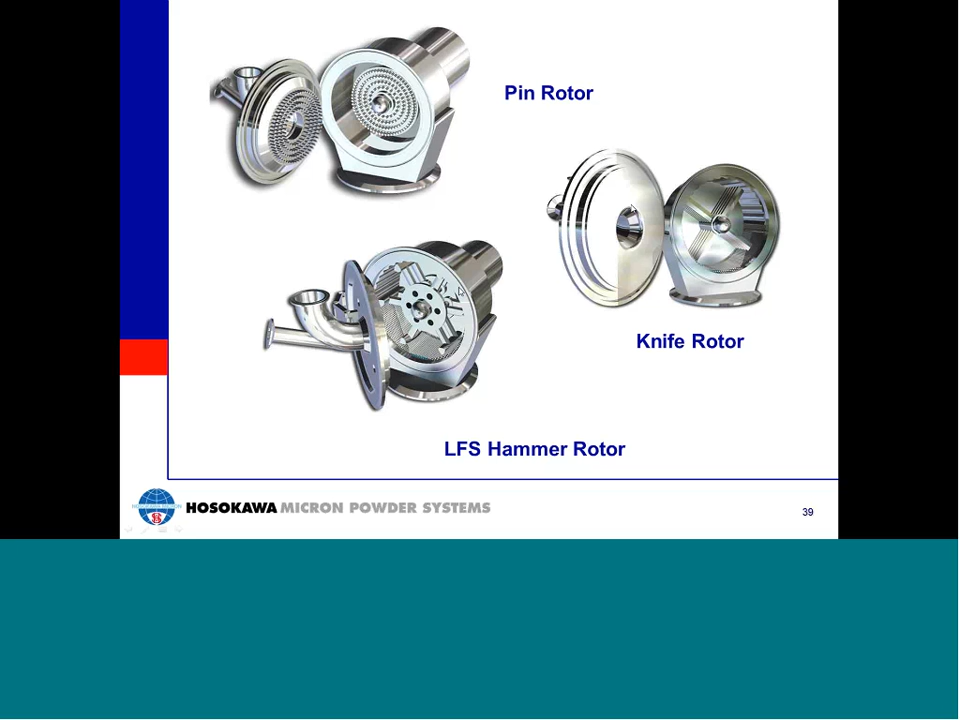 Pin Rotor
Knife Rotor
LFS Hammer Rotor
HOSOKAWA MICRON POWDER SYSTEMS
39